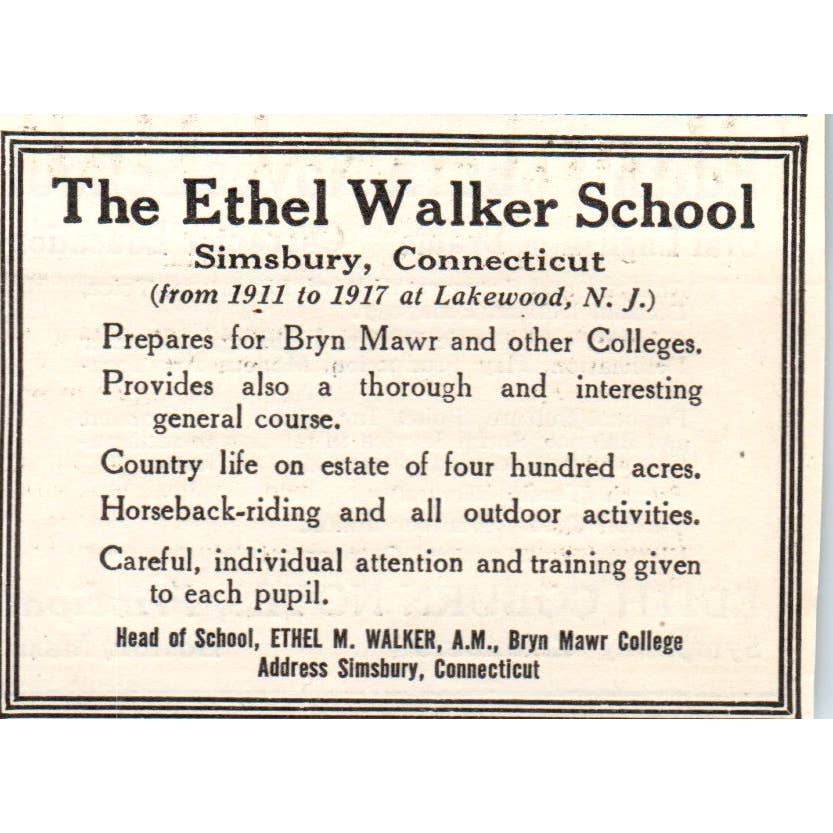 The Ethel Walker School
Simsbury, Connecticut
(from 1911 to 1917 at Lakewood, N. J.)
Prepares for Bryn Mawr and other Colleges.
Provides also a thorough and interesting
general course.
Country life on estate of four hundred acres.
Horseback-riding and all outdoor activities.
Careful, individual attention and training given
to each pupil.
Head of School, ETHEL M. WALKER, A.M., Bryn Mawr College
Address Simsbury, Connecticut